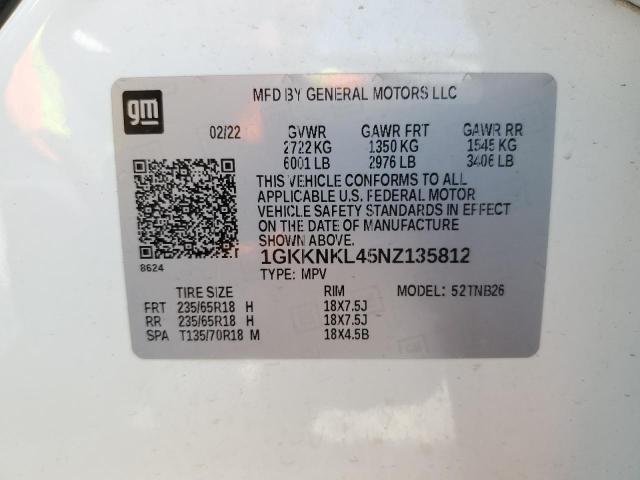 gm
MFD BY GENERAL MOTORS LLC
02/22 GVWR GAWR FRT GAWR RR
2722 KG 1350 KG 1545 KG
6001 LB 2976 LB 3406 LB
THIS VEHICLE CONFORMS TO ALL
APPLICABLE U.S. FEDERAL MOTOR
VEHICLE SAFETY STANDARDS IN EFFECT
ON THE DATE OF MANUFACTURE
SHOWN ABOVE.
8624
1GKKNKL45NZ135812
TYPE: MPV
TIRE SIZE RIM MODEL: 52TNB26
FRT 235/65R18 H 18X7.5J
RR 235/65R18 H 18X7.5J
SPA T135/70R18 M 18X4.5B